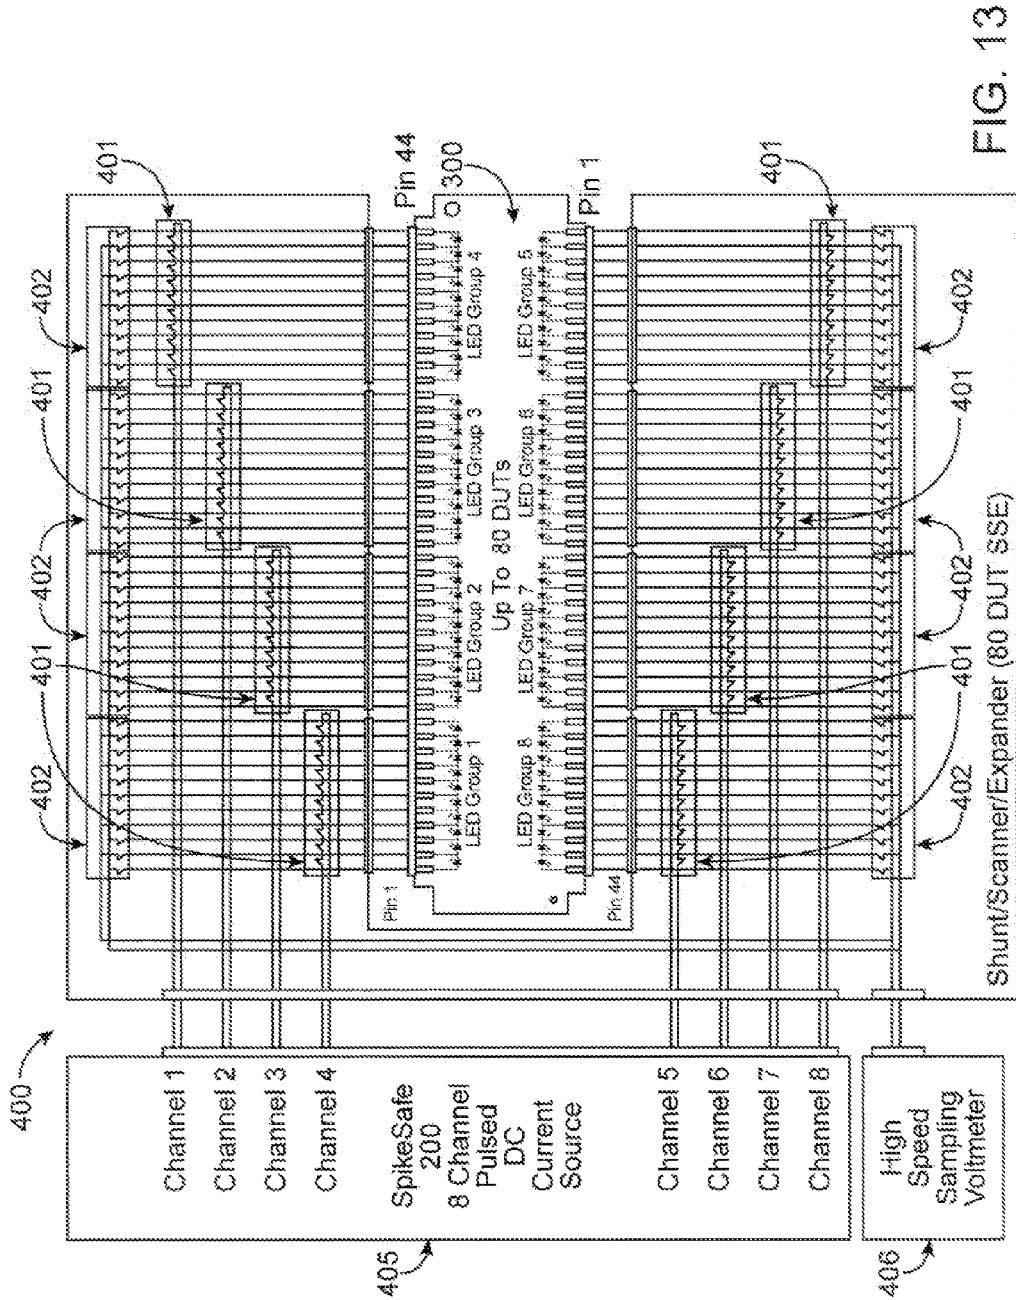 FIG. 13
400
401
401
401
401
402
402
402
402
Pin 44
300
Pin 1
LED Group 1
LED Group 2
LED Group 3
LED Group 4
Up To 80 DUTs
LED Group 8
LED Group 7
LED Group 6
LED Group 5
Pin 1
Pin 44
401
401
401
402
402
402
402
Channel 1
Channel 2
Channel 3
Channel 4
SpikeSafe
200
8 Channel
Pulsed
DC
Current
Source
Channel 5
Channel 6
Channel 7
Channel 8
405
High
Speed
Sampling
Voltmeter
406
Shunt/Scanner/Expander (80 DUT SSE)